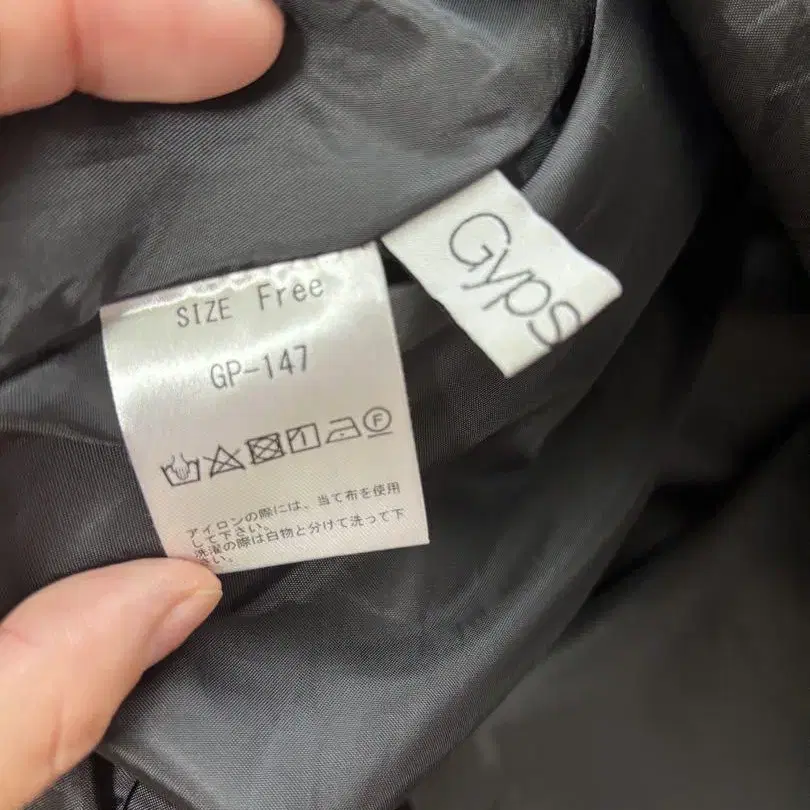 SIZE Free
GP-147
F
アイロンの際には、当て布を使用
して下さい。
洗濯の際は白物と分けて洗って下
さい。
Gyps